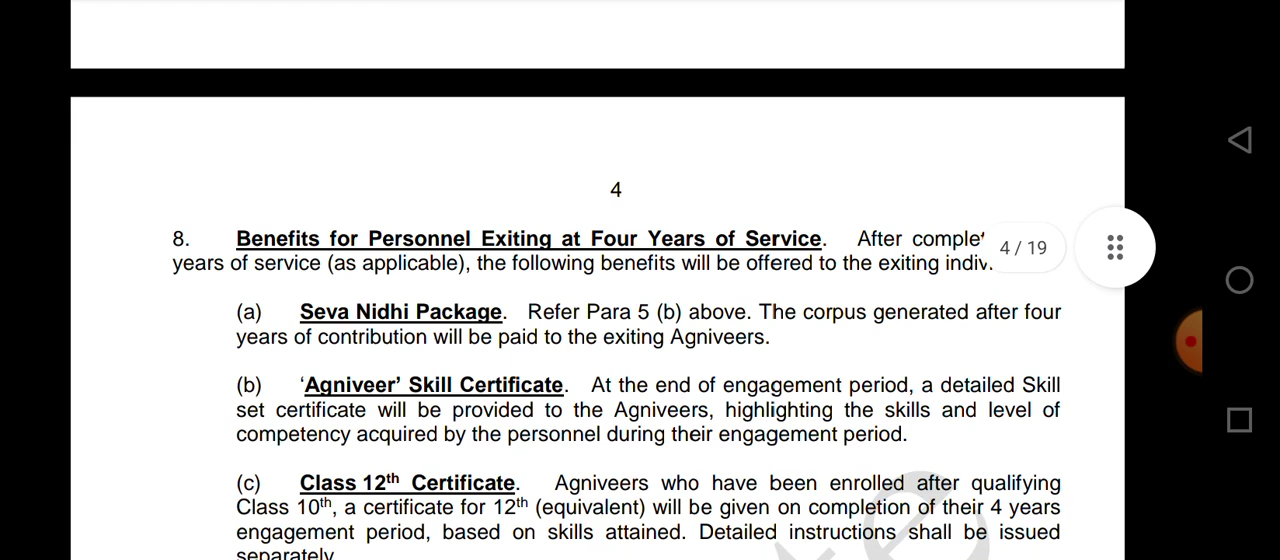 4
8. Benefits for Personnel Exiting at Four Years of Service. After
4 / 19
years of service (as applicable), the following benefits will be offered to the exiting
(a) Seva Nidhi Package. Refer Para 5 (b) above. The corpus generated after four
years of contribution will be paid to the exiting Agniveers.
(b) ‘Agniveer’ Skill Certificate. At the end of engagement period, a detailed Skill
set certificate will be provided to the Agniveers, highlighting the skills and level of
competency acquired by the personnel during their engagement period.
(c) Class 12th Certificate. Agniveers who have been enrolled after qualifying
Class 10th, a certificate for 12th (equivalent) will be given on completion of their 4 years
engagement period, based on skills attained. Detailed instructions shall be issued
separately